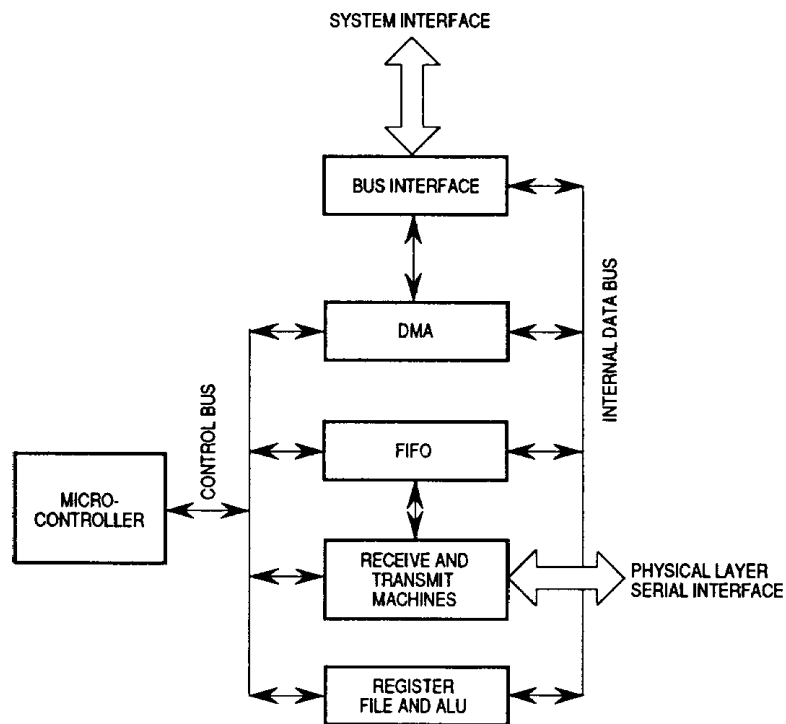 SYSTEM INTERFACE
BUS INTERFACE
DMA
INTERNAL DATA BUS
CONTROL BUS
FIFO
MICRO-
CONTROLLER
RECEIVE AND
TRANSMIT
MACHINES
PHYSICAL LAYER
SERIAL INTERFACE
REGISTER
FILE AND ALU